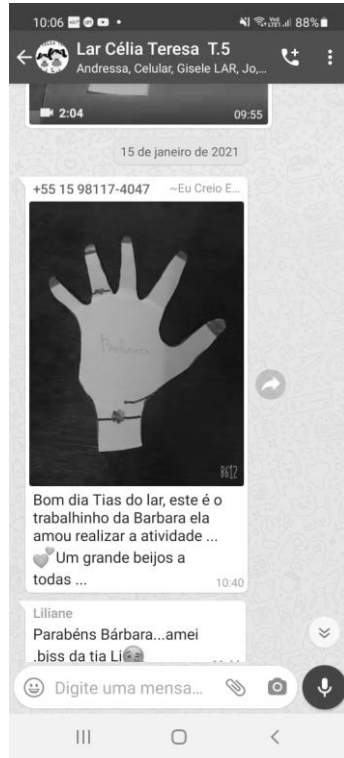 10:06 88%
Lar Célia Teresa T.5
Andressa, Celular, Gisele LAR, Jo,...
2:04 09:55
15 de janeiro de 2021
+55 15 98117-4047 ~Eu Creio E...
Barbara
B612
Bom dia Tias do lar, este é o
trabalhinho da Barbara ela
amou realizar a atividade ...
Um grande beijos a
todas ... 10:40
Liliane
Parabéns Bárbara...amei
.biss da tia Li
Digite uma mensa...